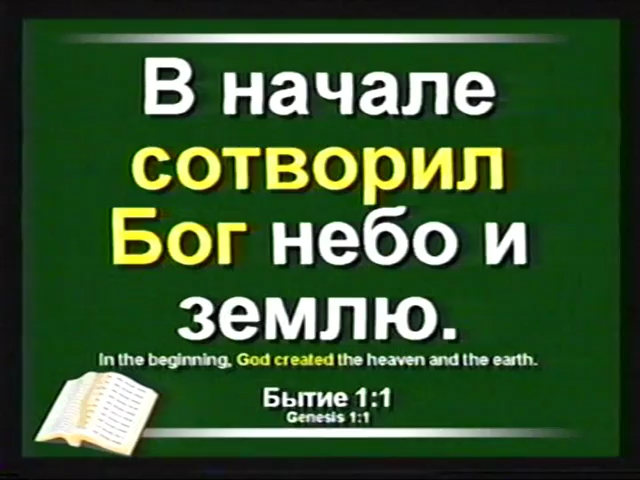 В начале
сотворил
Бог небо и
землю.
In the beginning, God created the heaven and the earth.
Бытие 1:1
Genesis 1:1